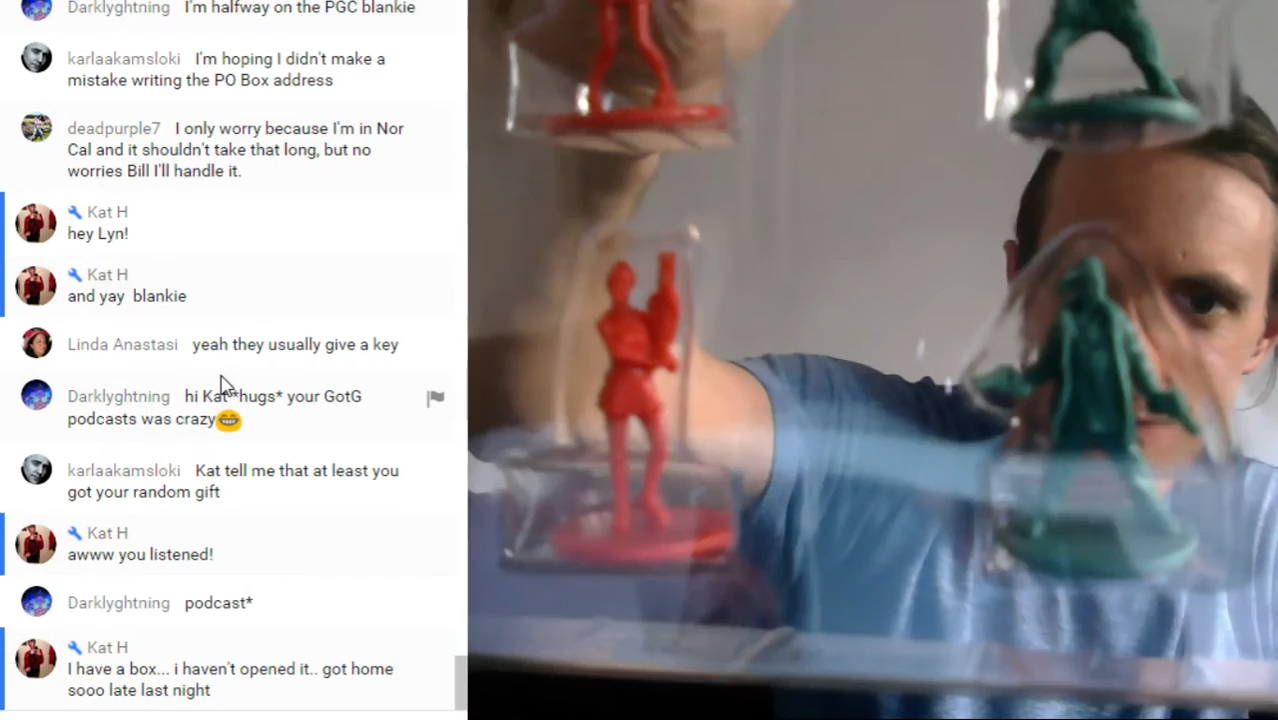 Darklyghtning I'm halfway on the PGC blankie
karlaakamsloki I'm hoping I didn't make a
mistake writing the PO Box address
deadpurple7 I only worry because I'm in Nor
Cal and it shouldn't take that long, but no
worries Bill I'll handle it.
Kat H
hey Lyn!
Kat H
and yay blankie
Linda Anastasi yeah they usually give a key
Darklyghtning hi Kat *hugs* your GotG
podcasts was crazy😁
karlaakamsloki Kat tell me that at least you
got your random gift
Kat H
awww you listened!
Darklyghtning podcast*
Kat H
I have a box... i haven't opened it.. got home
sooo late last night